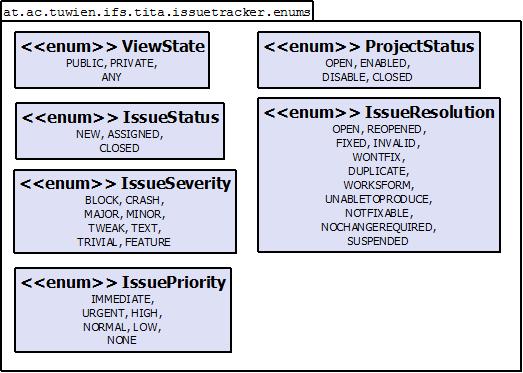 at.ac.tuwien.ifs.tita.issuetracker.enums
<<enum>> ViewState
PUBLIC, PRIVATE,
ANY
<<enum>> IssueStatus
NEW, ASSIGNED,
CLOSED
<<enum>> IssueSeverity
BLOCK, CRASH,
MAJOR, MINOR,
TWEAK, TEXT,
TRIVIAL, FEATURE
<<enum>> IssuePriority
IMMEDIATE,
URGENT, HIGH,
NORMAL, LOW,
NONE
<<enum>> ProjectStatus
OPEN, ENABLED,
DISABLE, CLOSED
<<enum>> IssueResolution
OPEN, REOPENED,
FIXED, INVALID,
WONTFIX,
DUPLICATE,
WORKSFORM,
UNABLETOPRODUCE,
NOTFIXABLE,
NOCHANGEREQUIRED,
SUSPENDED